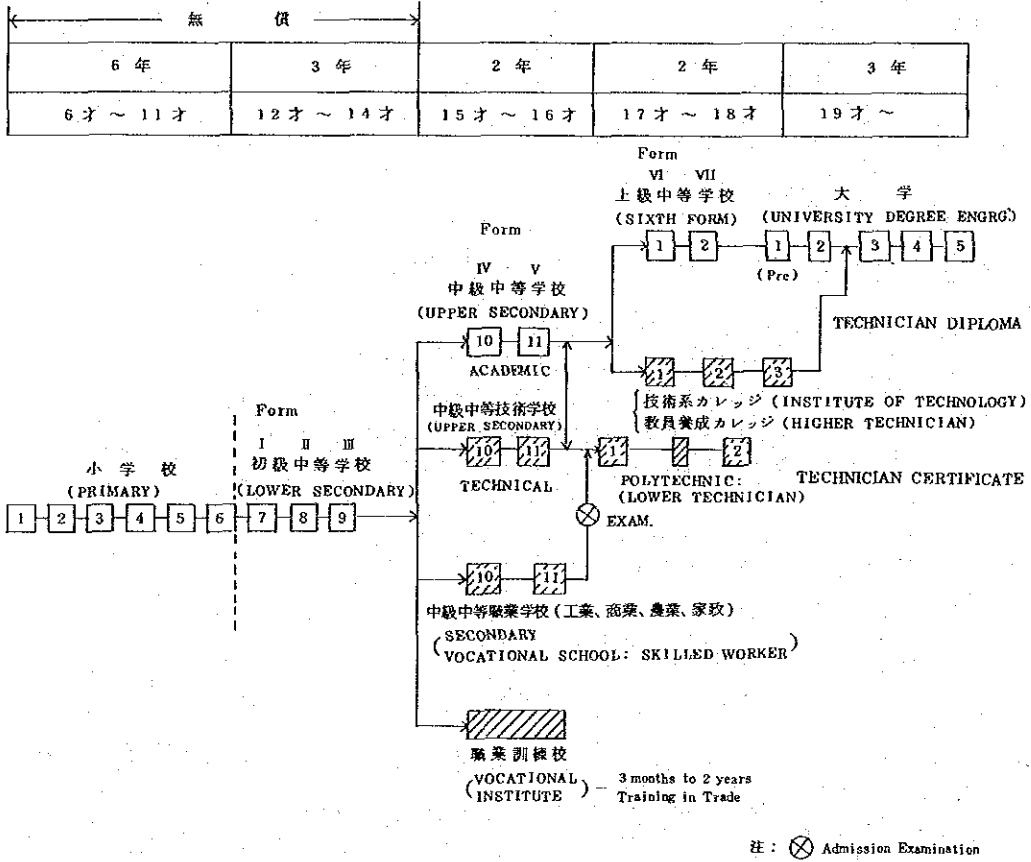 無 償
6 年 3 年 2 年 2 年 3 年
6才 ~ 11才 12才 ~ 14才 15才 ~ 16才 17才 ~ 18才 19才 ~
Form
VI VII
上級中等学校
(SIXTH FORM)
大 学
(UNIVERSITY DEGREE ENGRG.)
1 2 1 2 3 4 5
(Pre)
Form
IV V
中級中等学校
(UPPER SECONDARY)
10 11
ACADEMIC
TECHNICIAN DIPLOMA
1 2 3
技術系カレッジ (INSTITUTE OF TECHNOLOGY)
教員養成カレッジ (HIGHER TECHNICIAN)
中級中等技術学校
(UPPER SECONDARY)
10 11
TECHNICAL
1 2
POLYTECHNIC:
(LOWER TECHNICIAN)
TECHNICIAN CERTIFICATE
EXAM.
Form
I II III
初級中等学校
(LOWER SECONDARY)
小 学 校
(PRIMARY)
1 2 3 4 5 6 7 8 9
10 11
中級中等職業学校 (工業、商業、農業、家政)
(SECONDARY
VOCATIONAL SCHOOL: SKILLED WORKER)
職業訓練校
(VOCATIONAL
INSTITUTE) — 3 months to 2 years
Training in Trade
注: Admission Examination